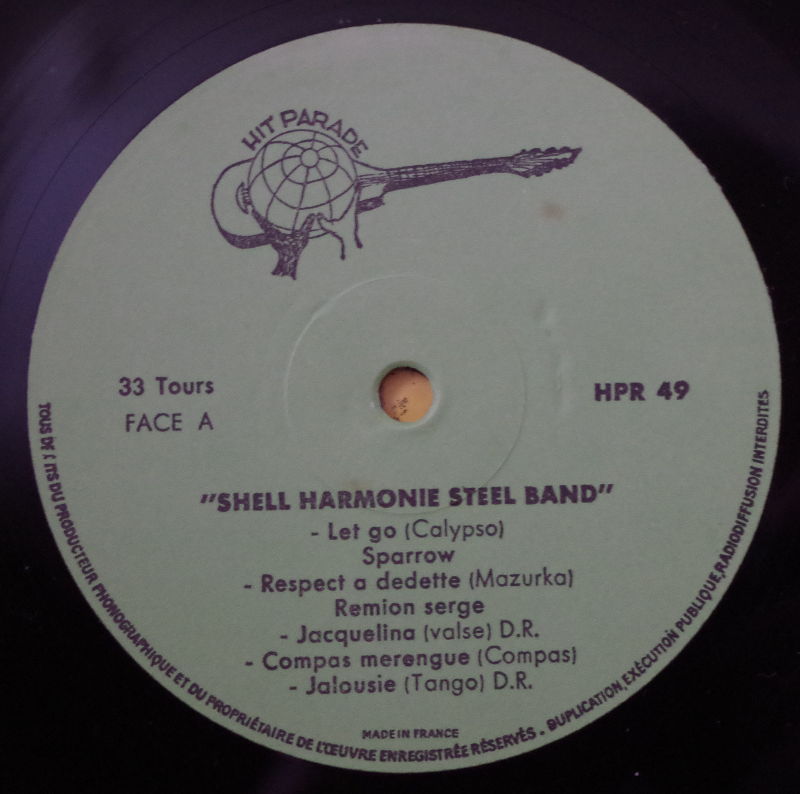 HIT PARADE
33 Tours
FACE A
HPR 49
"SHELL HARMONIE STEEL BAND"
- Let go (Calypso)
Sparrow
- Respect a dedette (Mazurka)
Remion serge
- Jacquelina (valse) D.R.
- Compas merengue (Compas)
- Jalousie (Tango) D.R.
MADE IN FRANCE
TOUS DU PRODUCTEUR PHONOGRAPHIQUE ET DU PROPRIÉTAIRE DE L'ŒUVRE ENREGISTRÉE RÉSERVÉS . DUPLICATION, EXÉCUTION PUBLIQUE, RADIODIFFUSION INTERDITES